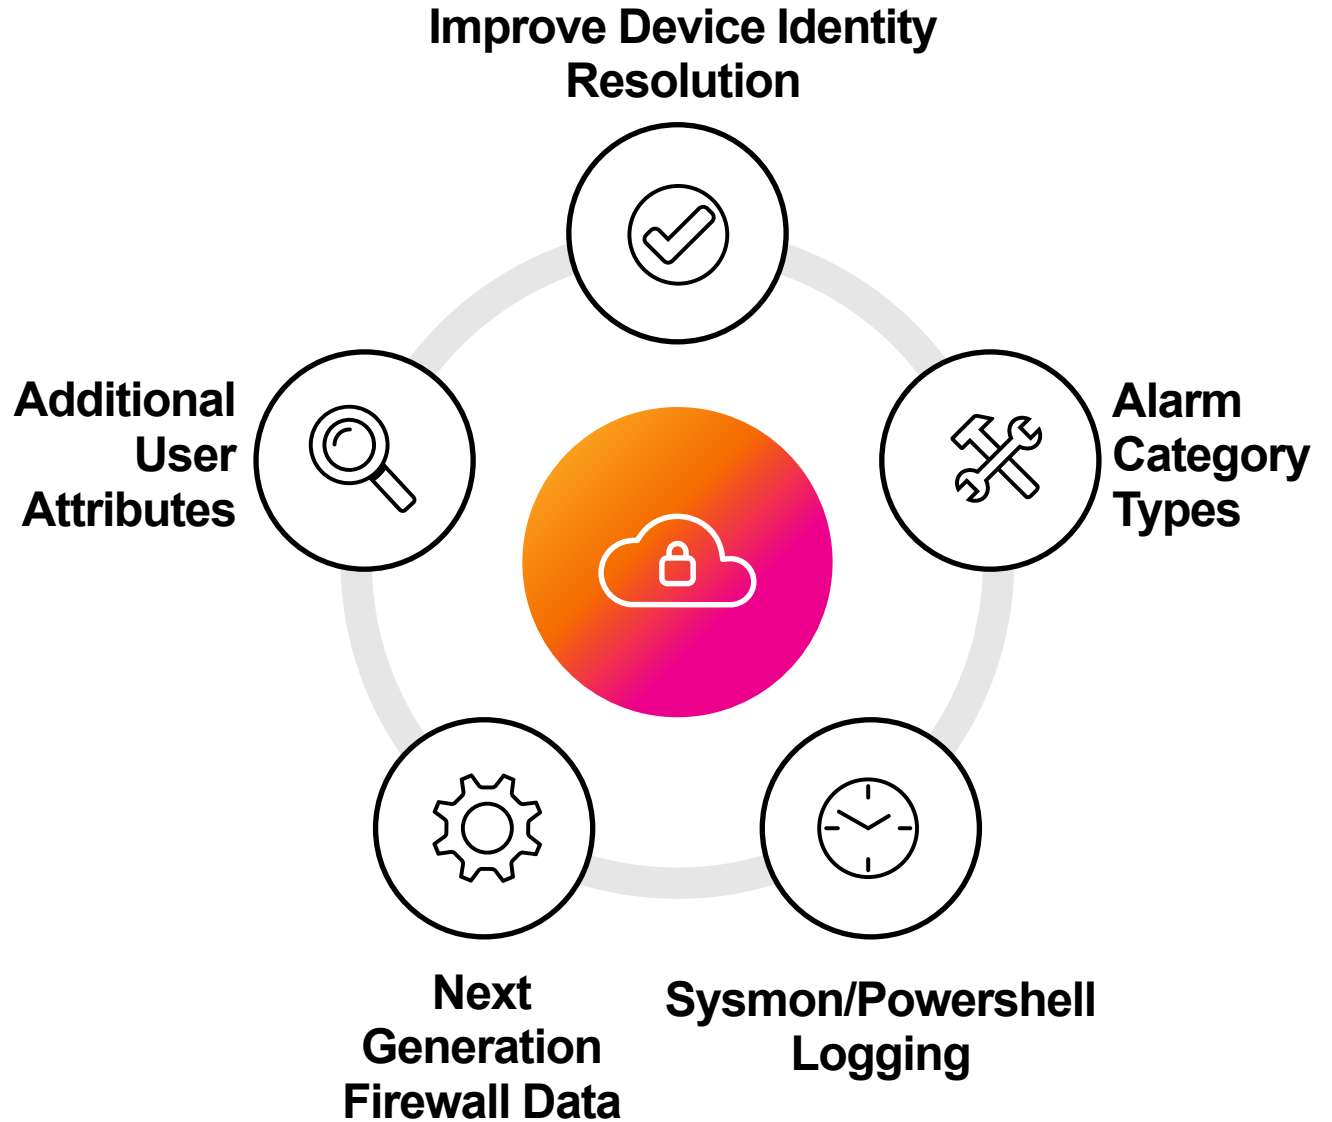 Improve Device Identity
Resolution
Additional
User
Attributes
Alarm
Category
Types
Next
Generation
Firewall Data
Sysmon/Powershell
Logging